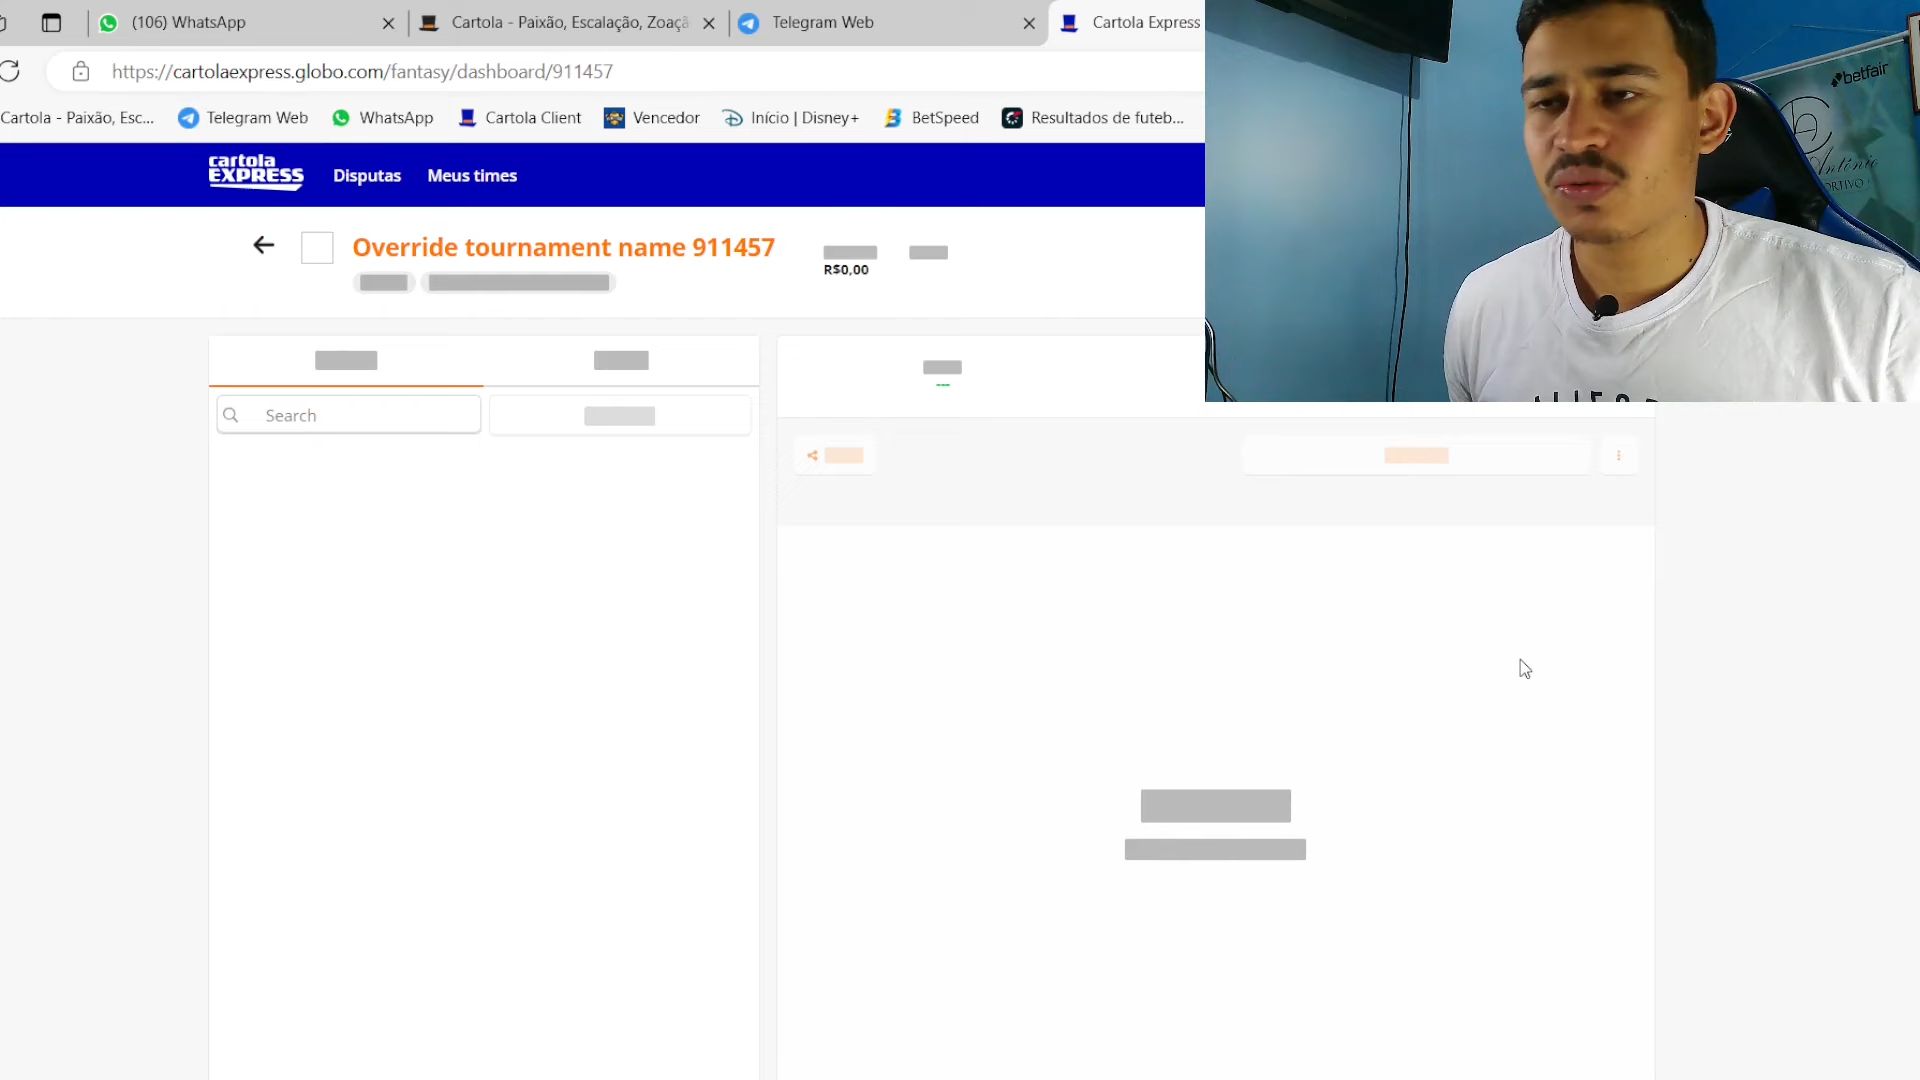 (106) WhatsApp
Cartola - Paixão, Escalação, Zoaçã
Telegram Web
Cartola Express
https://cartolaexpress.globo.com/fantasy/dashboard/911457
Cartola - Paixão, Esc...
Telegram Web
WhatsApp
Cartola Client
Vencedor
Início | Disney+
BetSpeed
Resultados de futeb...
betfair
Antônio
cartola
EXPRESS
Disputas
Meus times
Override tournament name 911457
R$0,00
Search